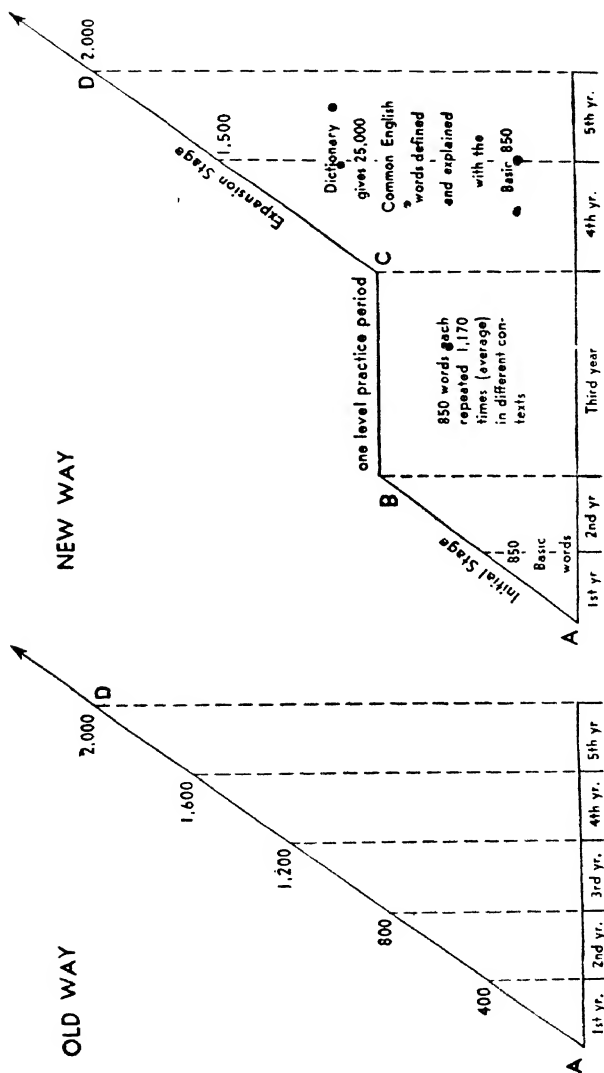 OLD WAY
2,000
D
1,600
1,200
800
400
A
1st yr.
2nd yr.
3rd yr.
4th yr.
5th yr
NEW WAY
D
2.000
1,500
Expansion Stage
Dictionary
gives 25,000
Common English
words defined
and explained
with the
Basic 850
C
one level practice period
B
850 words each
repeated 1,170
times (average)
in different con-
texts
Initial Stage
850
Basic
words
A
1st yr
2nd yr
Third year
4th yr.
5th yr.